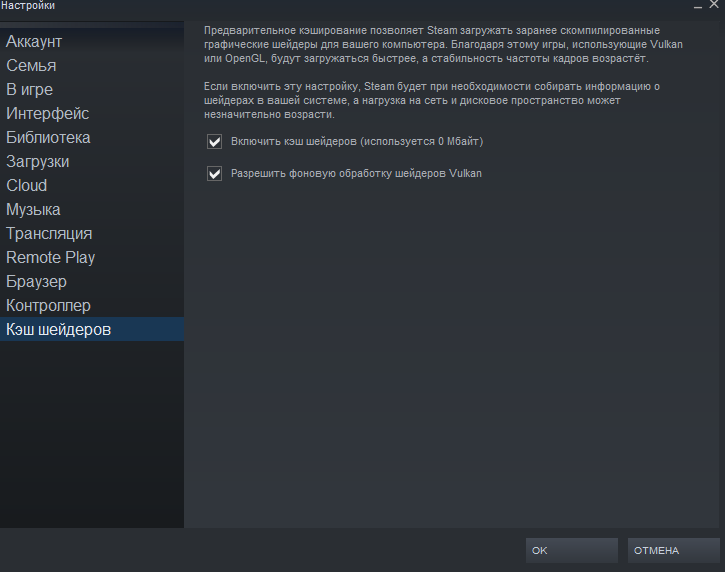 Настройки
Аккаунт
Семья
В игре
Интерфейс
Библиотека
Загрузки
Cloud
Музыка
Трансляция
Remote Play
Браузер
Контроллер
Кэш шейдеров
Предварительное кэширование позволяет Steam загружать заранее скомпилированные
графические шейдеры для вашего компьютера. Благодаря этому игры, использующие Vulkan
или OpenGL, будут загружаться быстрее, а стабильность частоты кадров возрастёт.
Если включить эту настройку, Steam будет при необходимости собирать информацию о
шейдерах в вашей системе, а нагрузка на сеть и дисковое пространство может
незначительно возрасти.
Включить кэш шейдеров (используется 0 Мбайт)
Разрешить фоновую обработку шейдеров Vulkan
OK
ОТМЕНА